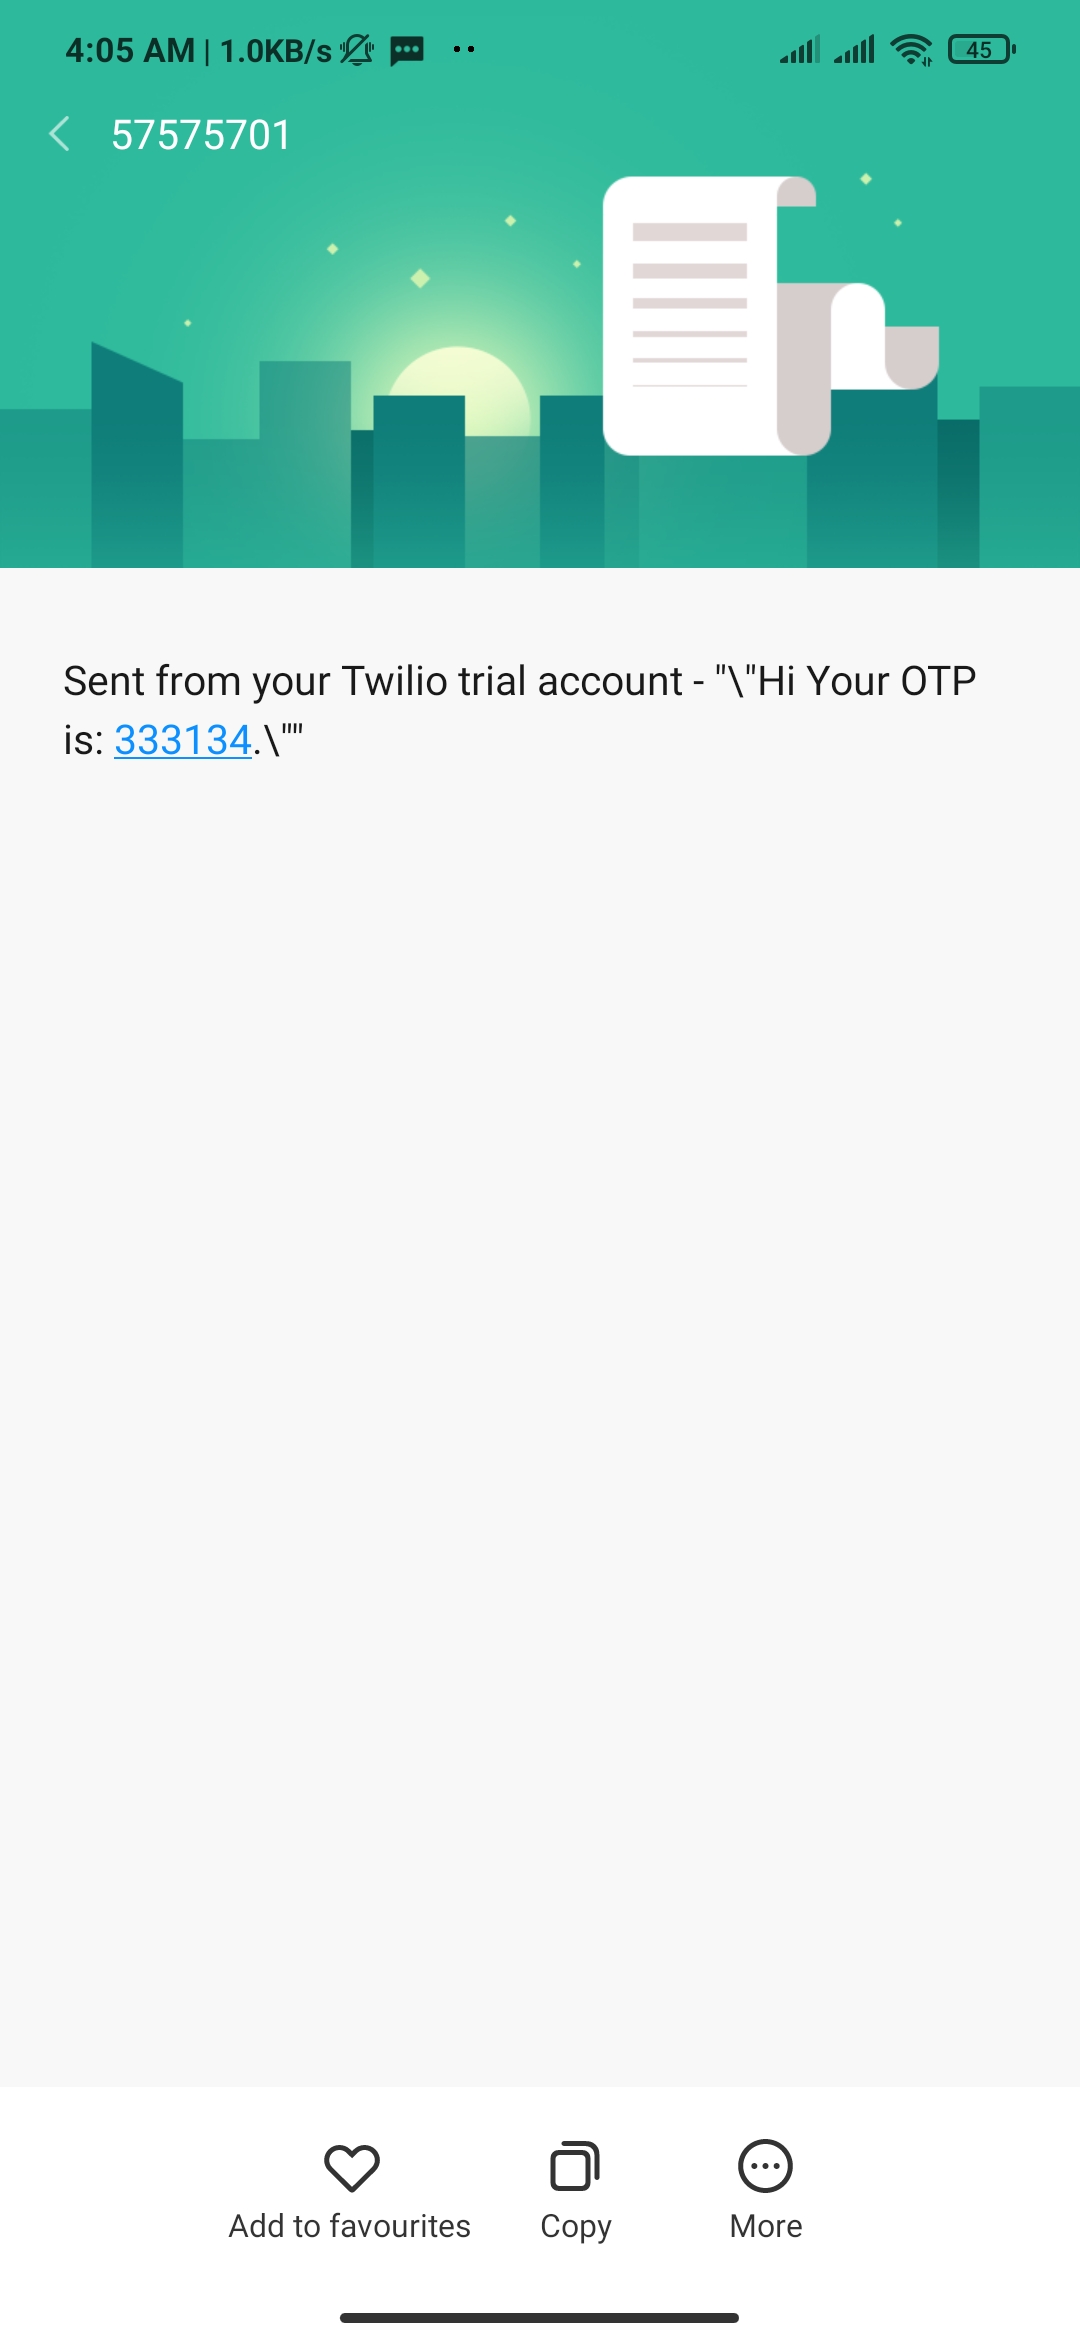 4:05 AM | 1.0KB/s 45
57575701
Sent from your Twilio trial account - "\"Hi Your OTP
is: 333134.\""
Add to favourites Copy More